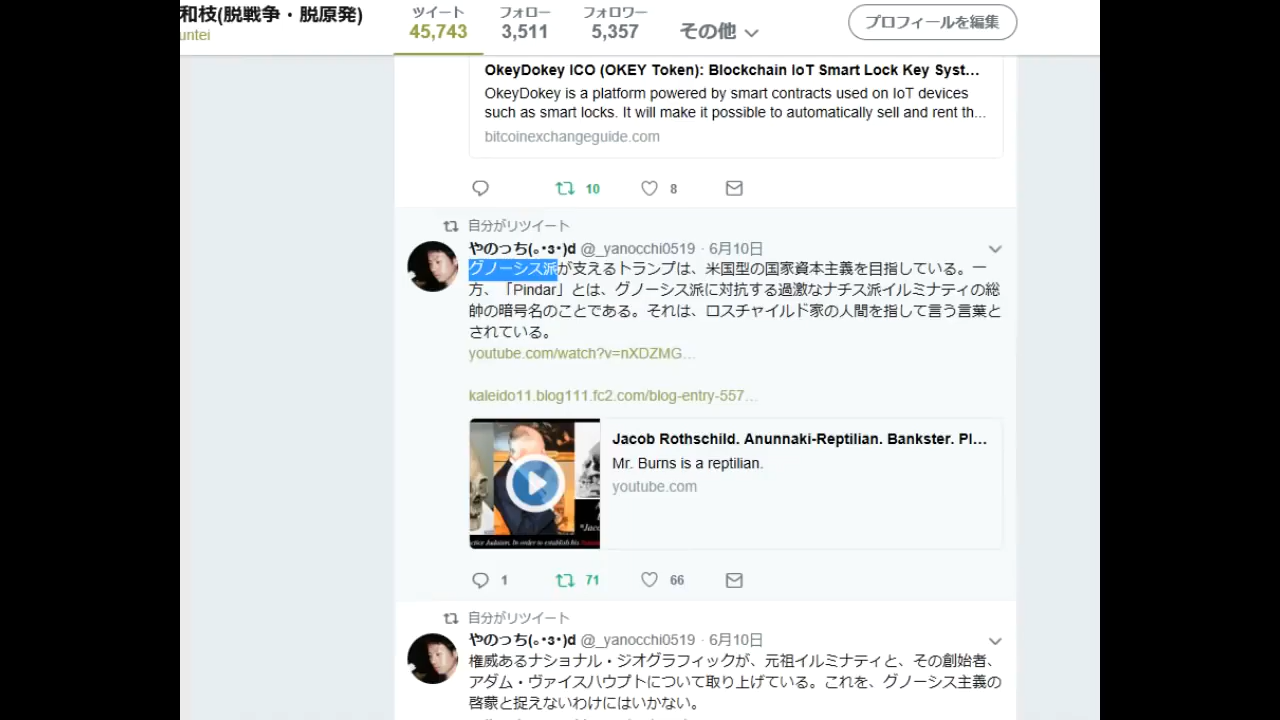 和枝(脱戦争・脱原発)
untei
ツイート フォロー フォロワー
45,743 3,511 5,357 その他
プロフィールを編集
OkeyDokey ICO (OKEY Token): Blockchain IoT Smart Lock Key Syst...
OkeyDokey is a platform powered by smart contracts used on IoT devices
such as smart locks. It will make it possible to automatically sell and rent th...
bitcoinexchangeguide.com
10 8
自分がリツイート
やのっち(｡･з･)d @_yanocchi0519 · 6月10日
グノーシス派が支えるトランプは、米国型の国家資本主義を目指している。一
方、「Pindar」とは、グノーシス派に対抗する過激なナチス派イルミナティの総
帥の暗号名のことである。それは、ロスチャイルド家の人間を指して言う言葉と
されている。
youtube.com/watch?v=nXDZMG…
kaleido11.blog111.fc2.com/blog-entry-557…
Jacob Rothschild. Anunnaki-Reptilian. Bankster. Pl...
Mr. Burns is a reptilian.
youtube.com
1 71 66
自分がリツイート
やのっち(｡･з･)d @_yanocchi0519 · 6月10日
権威あるナショナル・ジオグラフィックが、元祖イルミナティと、その創始者、
アダム・ヴァイスハウプトについて取り上げている。これを、グノーシス主義の
啓蒙と捉えないわけにはいかない。